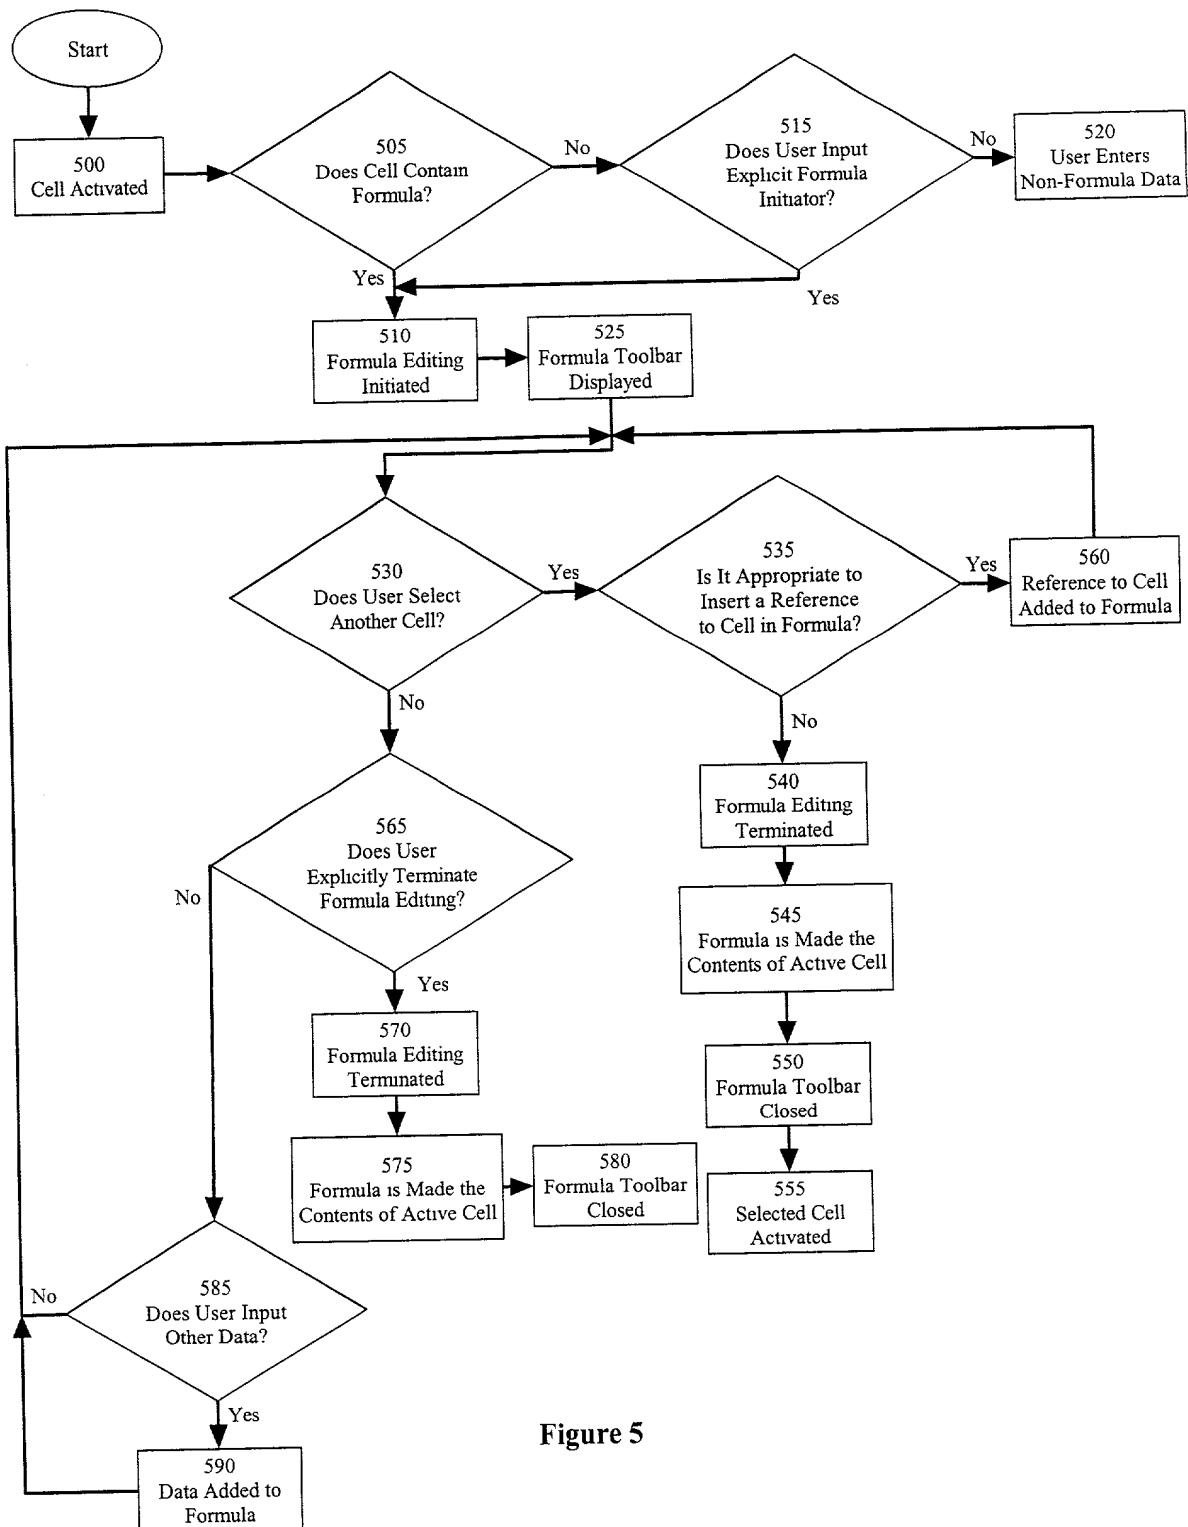 Start
500
Cell Activated
505
Does Cell Contain
Formula?
No
515
Does User Input
Explicit Formula
Initiator?
No
520
User Enters
Non-Formula Data
Yes
Yes
510
Formula Editing
Initiated
525
Formula Toolbar
Displayed
530
Does User Select
Another Cell?
Yes
535
Is It Appropriate to
Insert a Reference
to Cell in Formula?
Yes
560
Reference to Cell
Added to Formula
No
No
540
Formula Editing
Terminated
565
Does User
Explicitly Terminate
Formula Editing?
No
Yes
545
Formula is Made the
Contents of Active Cell
570
Formula Editing
Terminated
550
Formula Toolbar
Closed
575
Formula is Made the
Contents of Active Cell
580
Formula Toolbar
Closed
555
Selected Cell
Activated
585
Does User Input
Other Data?
No
Yes
590
Data Added to
Formula
Figure 5